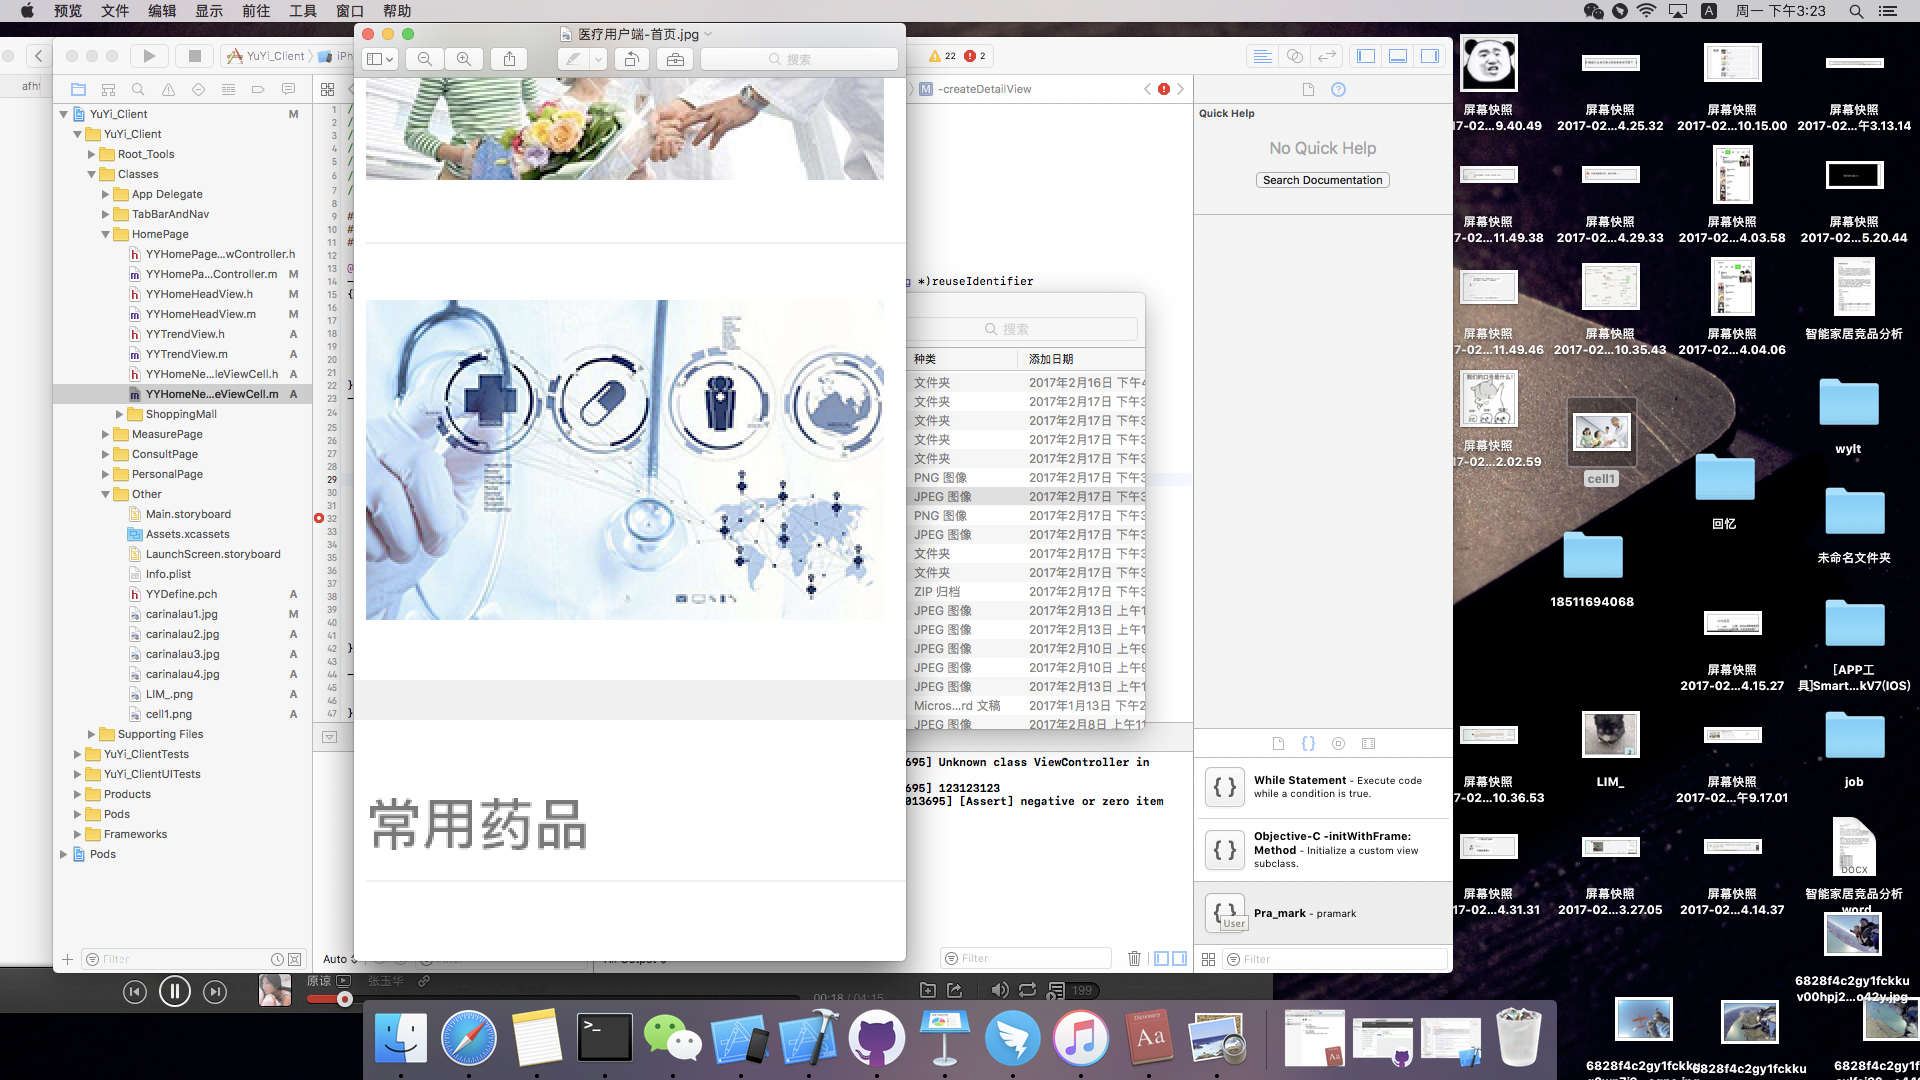 预览 文件 编辑 显示 前往 工具 窗口 帮助
周一 下午3:23
医疗用户端-首页.jpg
搜索
YuYi_Client
22
2
-createDetailView
Quick Help
No Quick Help
Search Documentation
YuYi_Client M
YuYi_Client
Root_Tools
Classes
App Delegate
TabBarAndNav
HomePage
YYHomePage...wController.h
YYHomePa...Controller.m M
YYHomeHeadView.h M
YYHomeHeadView.m M
YYTrendView.h A
YYTrendView.m A
YYHomeNe...leViewCell.h A
YYHomeNe...eViewCell.m A
ShoppingMall
MeasurePage
ConsultPage
PersonalPage
Other
Main.storyboard
Assets.xcassets
LaunchScreen.storyboard
Info.plist
YYDefine.pch A
carinalau1.jpg M
carinalau2.jpg A
carinalau3.jpg A
carinalau4.jpg A
LIM_.png A
cell1.png A
Supporting Files
YuYi_ClientTests
YuYi_ClientUITests
Products
Pods
Frameworks
Pods
Filter
*)reuseIdentifier
搜索
种类 添加日期
文件夹 2017年2月16日 下午4
文件夹 2017年2月17日 下午3
文件夹 2017年2月17日 下午3
文件夹 2017年2月17日 下午3
文件夹 2017年2月17日 下午3
PNG 图像 2017年2月17日 下午3
JPEG 图像 2017年2月17日 下午3
PNG 图像 2017年2月17日 下午3
JPEG 图像 2017年2月17日 下午3
文件夹 2017年2月17日 下午3
文件夹 2017年2月17日 下午3
ZIP 归档 2017年2月17日 下午3
JPEG 图像 2017年2月13日 上午1
JPEG 图像 2017年2月13日 上午1
JPEG 图像 2017年2月10日 上午9
JPEG 图像 2017年2月10日 上午9
JPEG 图像 2017年2月13日 上午1
Micros...rd 文稿 2017年1月13日 下午2
JPEG 图像 2017年2月8日 上午11
常用药品
695] Unknown class ViewController in
695] 123123123
013695] [Assert] negative or zero item
Auto
Filter
While Statement - Execute code while a condition is true.
Objective-C -initWithFrame: Method - Initialize a custom view subclass.
Pra_mark - pramark
User
Filter
原谅
张玉华
00:18 / 04:15
199
屏幕快照 17-02...9.40.49
屏幕快照 2017-02...4.25.32
屏幕快照 2017-02...10.15.00
屏幕快照 2017-02...午3.13.14
屏幕快照 7-02...11.49.38
屏幕快照 2017-02...4.29.33
屏幕快照 2017-02...4.03.58
屏幕快照 2017-02...5.20.44
屏幕快照 7-02...11.49.46
屏幕快照 2017-02...10.35.43
屏幕快照 2017-02...4.04.06
智能家居竞品分析
我们的口号是什么!
屏幕快照 17-02...2.02.59
cell1
回忆
wylt
未命名文件夹
18511694068
屏幕快照 2017-02...4.15.27
[APP工具]Smart...kV7(IOS)
屏幕快照 7-02...10.36.53
LIM_
屏幕快照 2017-02...午9.17.01
job
屏幕快照 17-02...4.31.31
屏幕快照 2017-02...3.27.05
屏幕快照 2017-02...4.14.37
DOCX
智能家居竞品分析word
6828f4c2gy1fckkuv00hpj2...o42y.jpg
6828f4c2gy1fckku
6828f4c2gy1fckku
6828f4c2